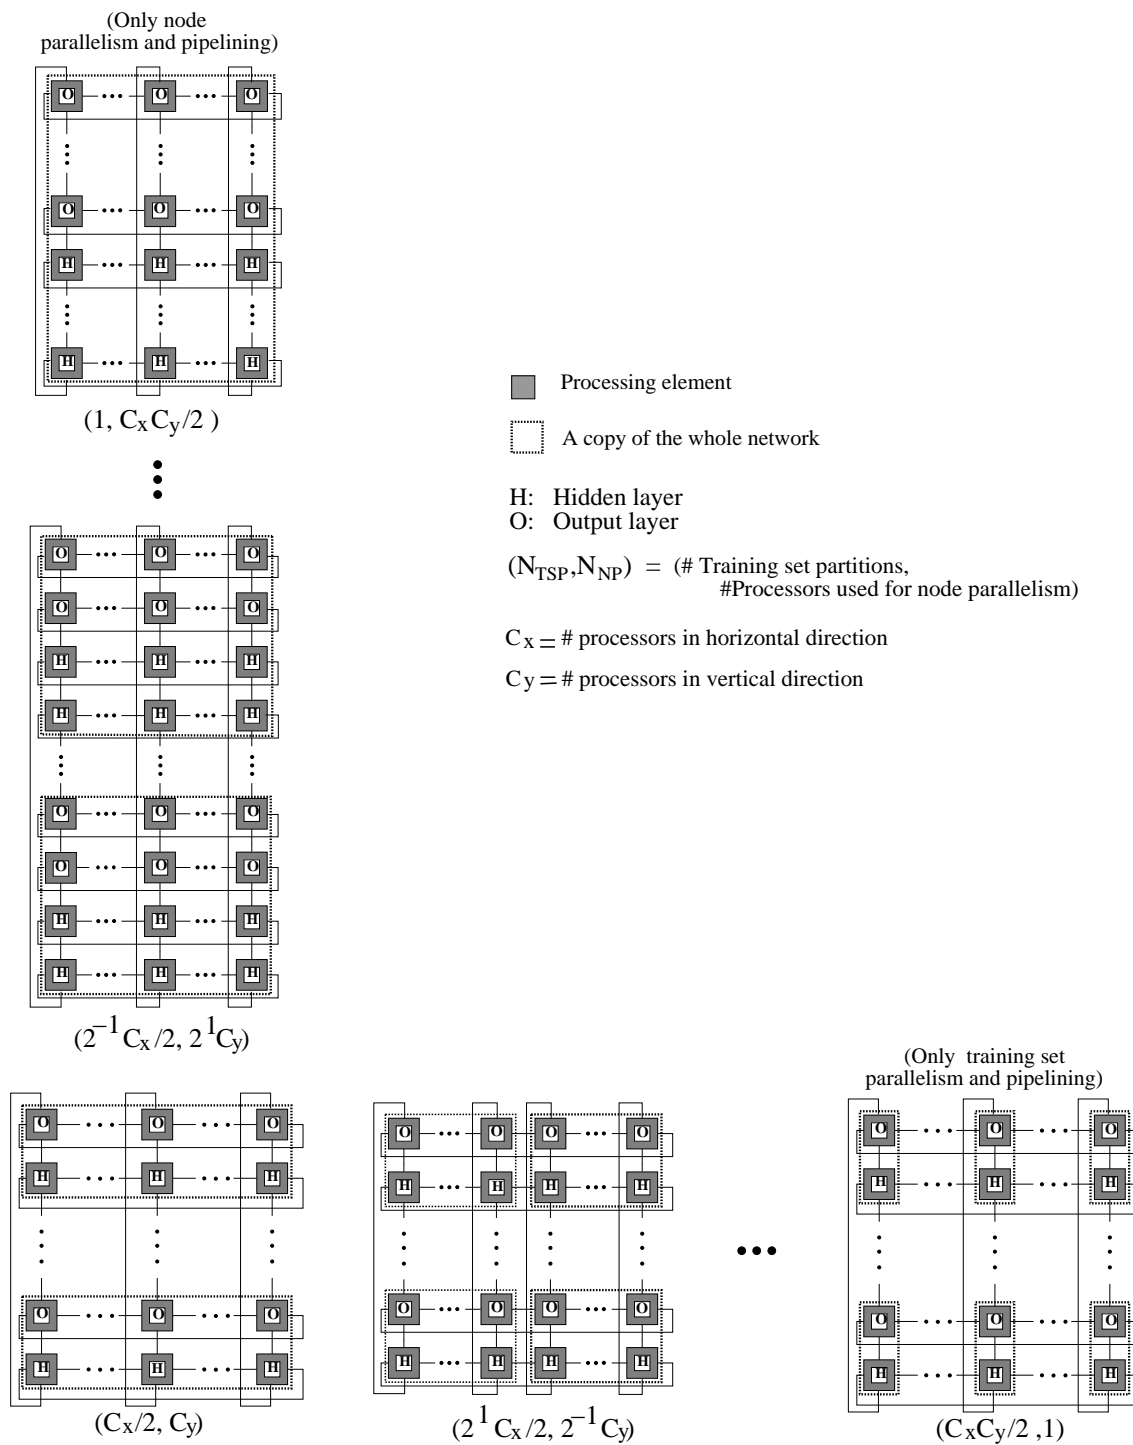 (Only node
parallelism and pipelining)
O O O
O O O
H H H
H H H
(1, CxCy/2 )
Processing element
A copy of the whole network
H: Hidden layer
O: Output layer
(N_TSP,N_NP) = (# Training set partitions,
#Processors used for node parallelism)
Cx = # processors in horizontal direction
Cy = # processors in vertical direction
O O O
O O O
H H H
H H H
O O O
O O O
H H H
H H H
(2^-1 Cx/2, 2^1 Cy)
O O O
H H H
O O O
H H H
(Cx/2, Cy)
O O O O
H H H H
O O O O
H H H H
(2^1 Cx/2, 2^-1 Cy)
(Only training set
parallelism and pipelining)
O O O
H H H
O O O
H H H
(CxCy/2 ,1)